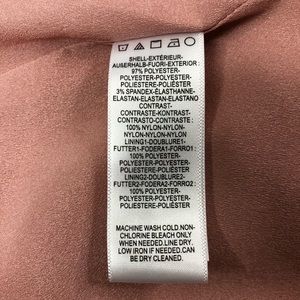 SHELL-EXTÉRIEUR-
AUßERHALB-FUORI-EXTERIOR:
97% POLYESTER-
POLYESTER-POLYESTER-
POLIESTERE-POLIÉSTER
3% SPANDEX-ÉLASTHANNE-
ELASTAN-ELASTAN-ELASTANO
CONTRAST-
CONTRASTE-KONTRAST-
CONTRASTO-CONTRASTE:
100% NYLON-NYLON-
NYLON-NYLON-NYLON
LINING1-DOUBLURE1-
FUTTER1-FODERA1-FORRO1:
100% POLYESTER-
POLYESTER-POLYESTER-
POLIESTERE-POLIÉSTER
LINING2-DOUBLURE2-
FUTTER2-FODERA2-FORRO2:
100% POLYESTER-
POLYESTER-POLYESTER-
POLIESTERE-POLIÉSTER
MACHINE WASH COLD.NON-
CHLORINE BLEACH ONLY
WHEN NEEDED.LINE DRY.
LOW IRON IF NEEDED.CAN
BE DRY CLEANED.